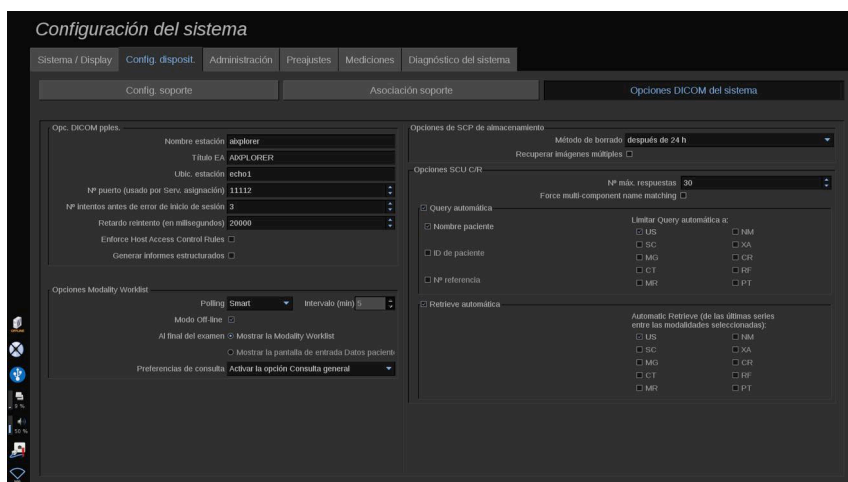 Configuración del sistema
Sistema / Display
Config. disposit.
Administración
Preajustes
Mediciones
Diagnóstico del sistema
Config. soporte
Asociación soporte
Opciones DICOM del sistema
Opc. DICOM pples.
Nombre estación aixplorer
Título EA AIXPLORER
Ubic. estación echo1
Nº puerto (usado por Serv. asignación) 11112
Nº intentos antes de error de inicio de sesión 3
Retardo reintento (en milisegundos) 20000
Enforce Host Access Control Rules
Generar informes estructurados
Opciones Modality Worklist
Polling Smart Intervalo (min) 5
Modo Off-line
Al final del examen Mostrar la Modality Worklist
Mostrar la pantalla de entrada Datos pacient
Preferencias de consulta Activar la opción Consulta general
Opciones de SCP de almacenamiento
Método de borrado después de 24 h
Recuperar imágenes múltiples
Opciones SCU C/R
Nº máx. respuestas 30
Force multi-component name matching
Query automática
Nombre paciente
ID de paciente
Nº referencia
Limitar Query automática a:
US NM
SC XA
MG CR
CT RF
MR PT
Retrieve automática
Automatic Retrieve (de las últimas series
entre las modalidades seleccionadas):
US NM
SC XA
MG CR
CT RF
MR PT
OFFLINE
9 %
50 %